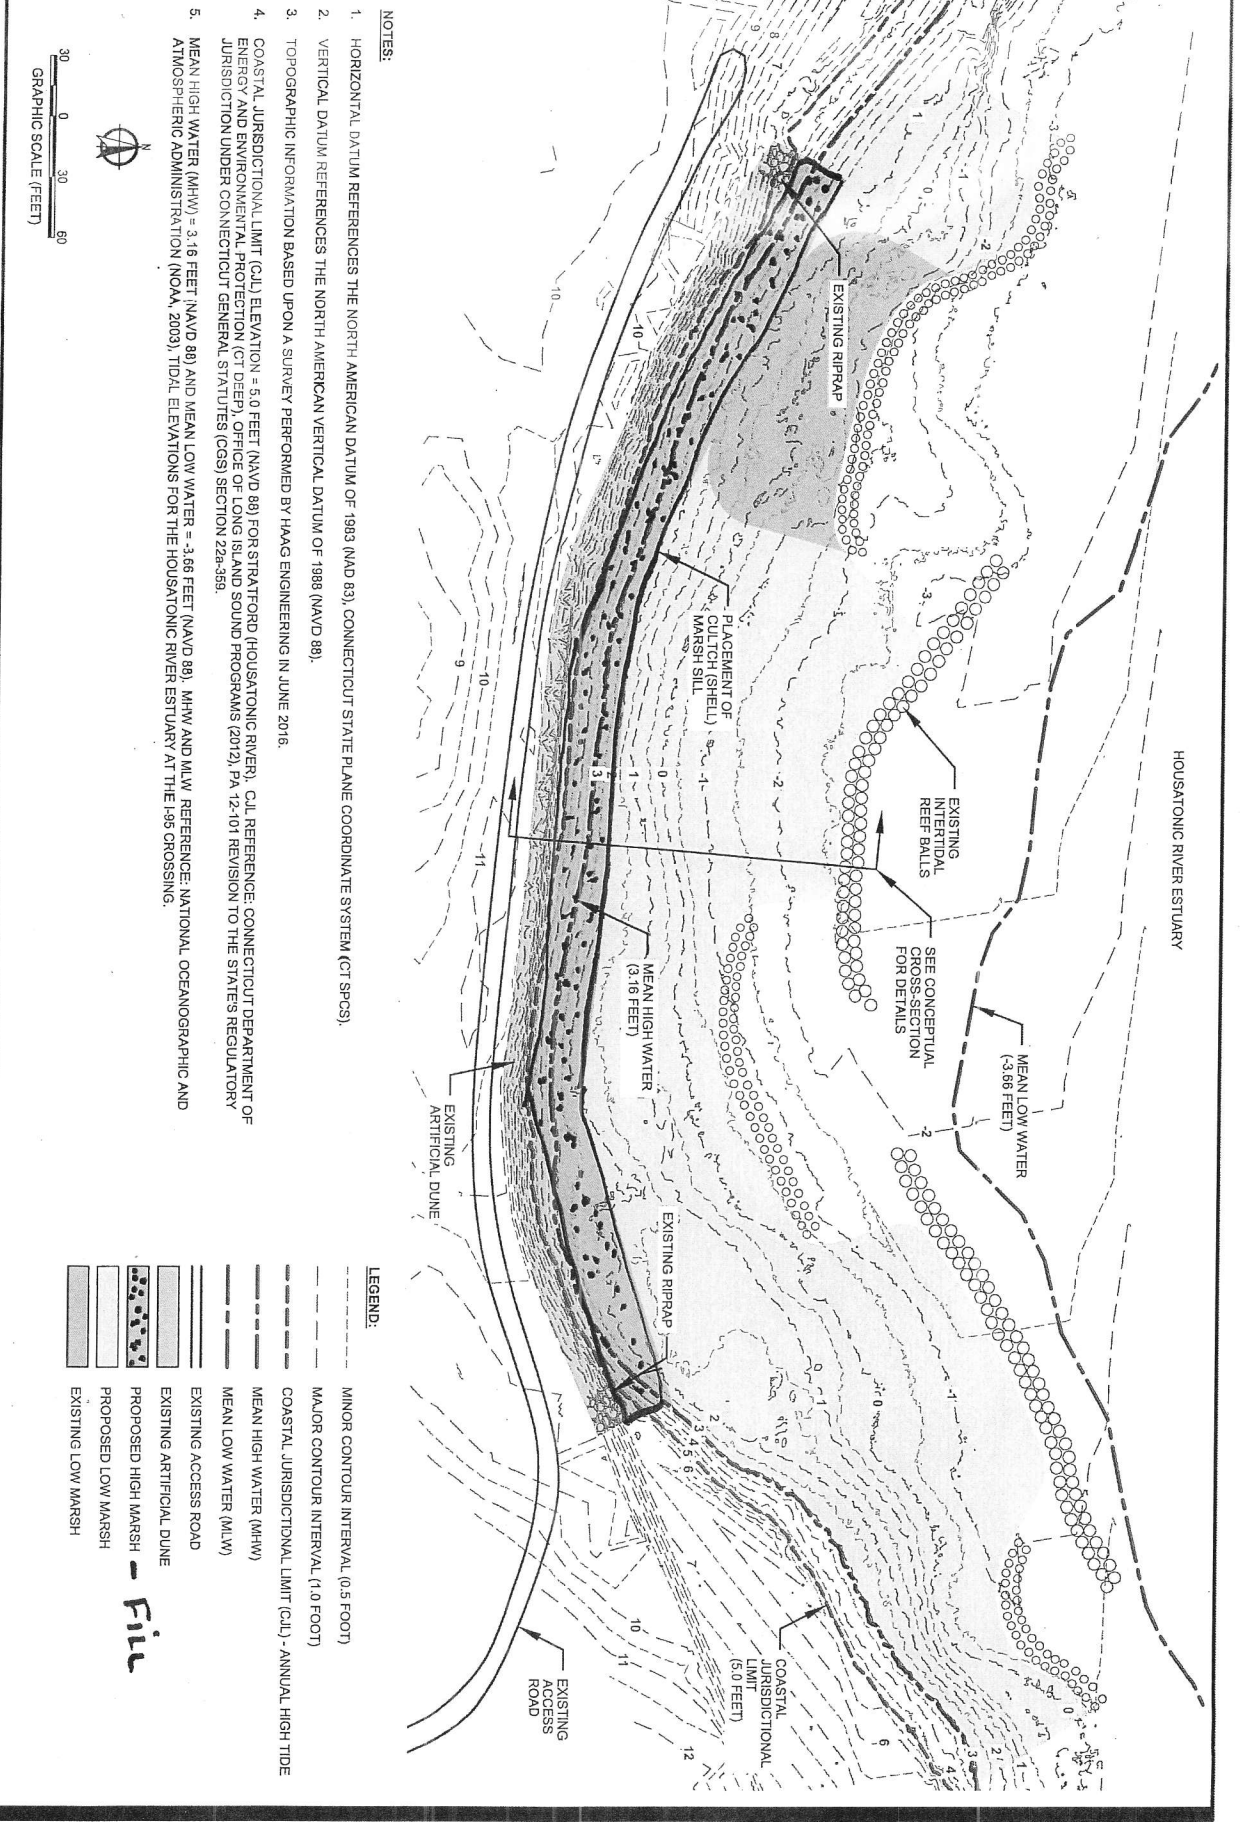 HOUSATONIC RIVER ESTUARY
MEAN LOW WATER
(-3.66 FEET)
EXISTING
INTERTIDAL
REEF BALLS
SEE CONCEPTUAL
CROSS-SECTION
FOR DETAILS
EXISTING RIPRAP
PLACEMENT OF
CULTCH (SHELL)
MARSH SILL
MEAN HIGH WATER
(3.16 FEET)
EXISTING RIPRAP
COASTAL
JURISDICTIONAL
LIMIT
(5.0 FEET)
EXISTING
ARTIFICIAL DUNE
EXISTING
ACCESS
ROAD
NOTES:
1. HORIZONTAL DATUM REFERENCES THE NORTH AMERICAN DATUM OF 1983 (NAD 83), CONNECTICUT STATE PLANE COORDINATE SYSTEM (CT SPCS).
2. VERTICAL DATUM REFERENCES THE NORTH AMERICAN VERTICAL DATUM OF 1988 (NAVD 88).
3. TOPOGRAPHIC INFORMATION BASED UPON A SURVEY PERFORMED BY HAAG ENGINEERING IN JUNE 2016.
4. COASTAL JURISDICTIONAL LIMIT (CJL) ELEVATION = 5.0 FEET (NAVD 88) FOR STRATFORD (HOUSATONIC RIVER). CJL REFERENCE: CONNECTICUT DEPARTMENT OF
ENERGY AND ENVIRONMENTAL PROTECTION (CT DEEP), OFFICE OF LONG ISLAND SOUND PROGRAMS (2012), PA 12-101 REVISION TO THE STATE'S REGULATORY
JURISDICTION UNDER CONNECTICUT GENERAL STATUTES (CGS) SECTION 22a-359.
5. MEAN HIGH WATER (MHW) = 3.16 FEET (NAVD 88) AND MEAN LOW WATER = -3.66 FEET (NAVD 88). MHW AND MLW REFERENCE: NATIONAL OCEANOGRAPHIC AND
ATMOSPHERIC ADMINISTRATION (NOAA, 2003), TIDAL ELEVATIONS FOR THE HOUSATONIC RIVER ESTUARY AT THE I-95 CROSSING.
N
30 0 30 60
GRAPHIC SCALE (FEET)
LEGEND:
MINOR CONTOUR INTERVAL (0.5 FOOT)
MAJOR CONTOUR INTERVAL (1.0 FOOT)
COASTAL JURISDICTIONAL LIMIT (CJL) - ANNUAL HIGH TIDE
MEAN HIGH WATER (MHW)
MEAN LOW WATER (MLW)
EXISTING ACCESS ROAD
EXISTING ARTIFICIAL DUNE
PROPOSED HIGH MARSH - FILL
PROPOSED LOW MARSH
EXISTING LOW MARSH